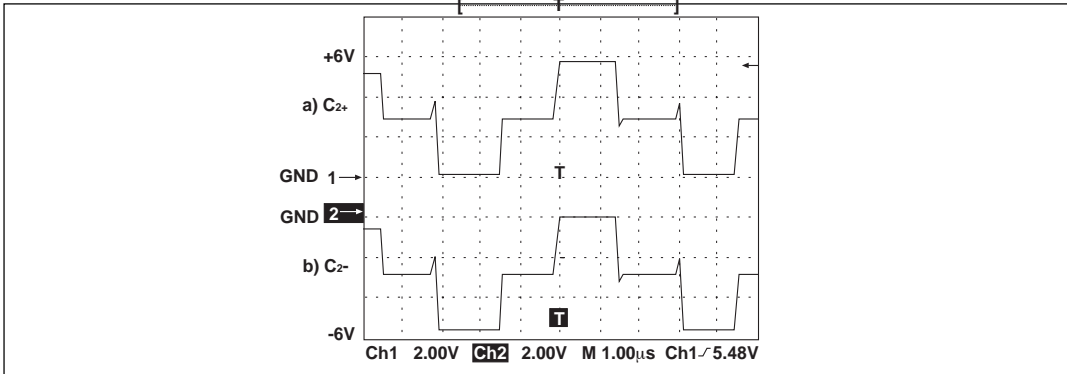 [ T ]
+6V
a) C2+
T
GND 1
GND 2
b) C2-
T
-6V
Ch1 2.00V Ch2 2.00V M 1.00μs Ch1 5.48V